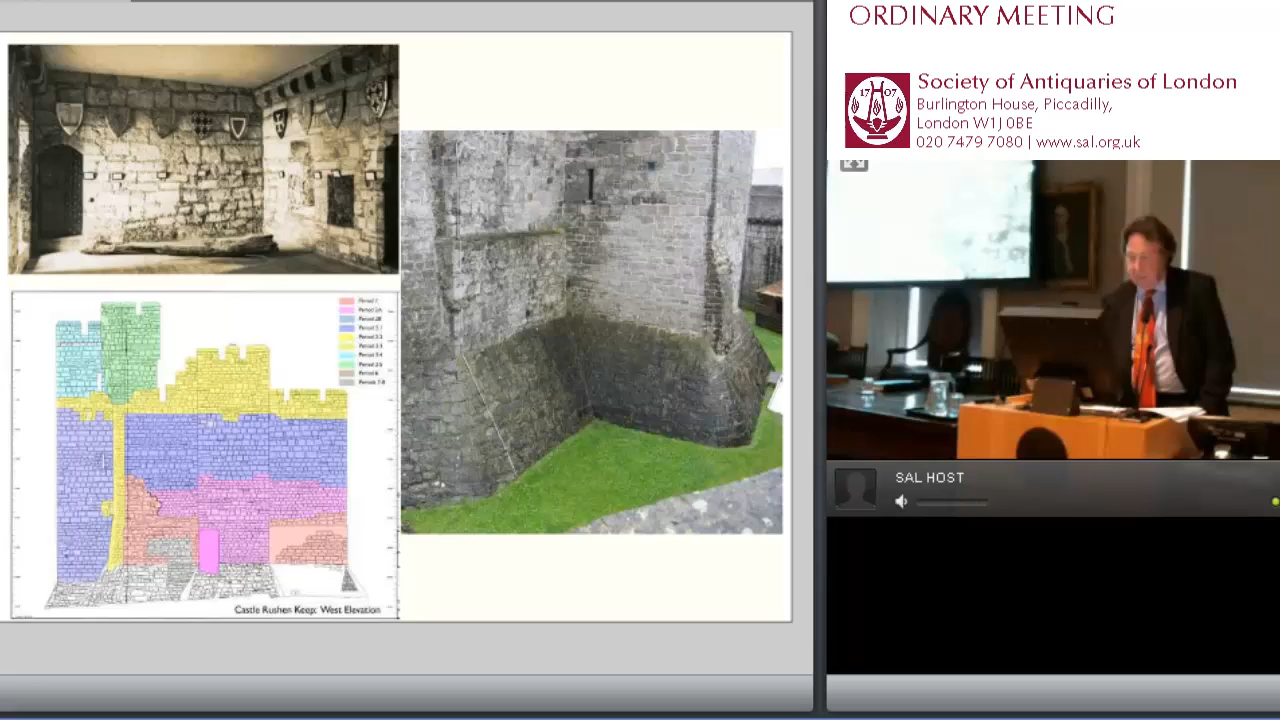 ORDINARY MEETING
1707
Society of Antiquaries of London
Burlington House, Piccadilly,
London W1J 0BE
020 7479 7080 | www.sal.org.uk
SAL HOST
Castle Rushen Keep: West Elevation